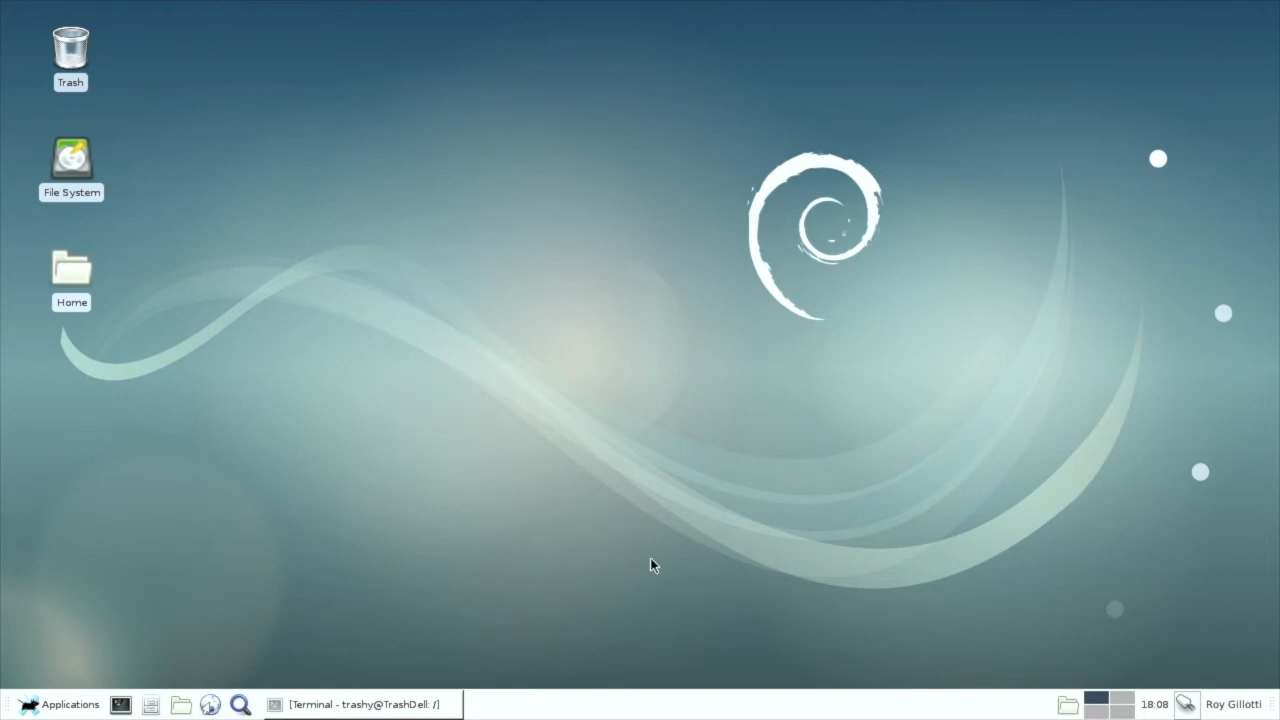 Trash
File System
Home
Applications
[Terminal - trashy@TrashDell: /]
18:08
Roy Gillotti